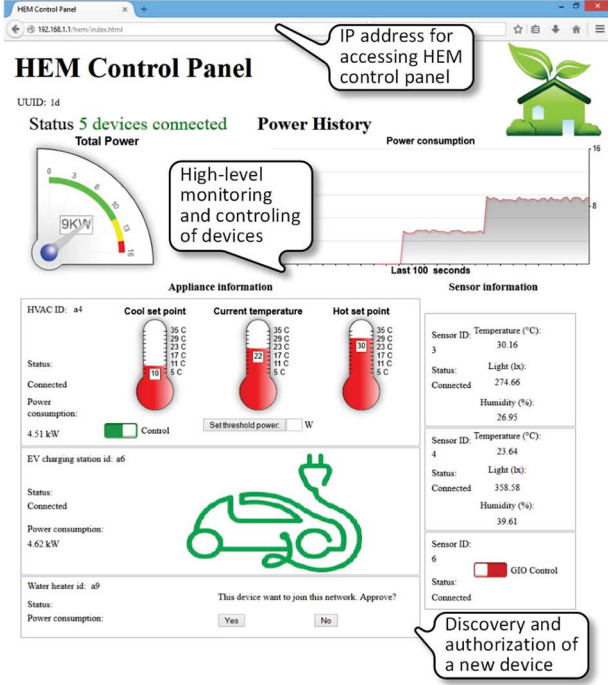 HEM Control Panel
192.168.1.1/hem/index.html
IP address for
accessing HEM
control panel
HEM Control Panel
UUID: 1d
Status 5 devices connected
Power History
Total Power
0
3
6
10
13
16
9KW
High-level
monitoring
and controling
of devices
Power consumption
16
8
Last 100 seconds
Appliance information
Sensor information
HVAC ID: a4
Status:
Connected
Power
consumption:
4.51 kW
Cool set point
35 C
29 C
23 C
17 C
11 C
5 C
10
Control
Current temperature
35 C
29 C
23 C
17 C
11 C
5 C
22
Set threshold power: W
Hot set point
35 C
29 C
23 C
17 C
11 C
5 C
30
EV charging station id: a6
Status:
Connected
Power consumption:
4.62 kW
Water heater id: a9
Status:
Power consumption:
This device want to join this network. Approve?
Yes No
Sensor ID:
3
Status:
Connected
Temperature (°C):
30.16
Light (lx):
274.66
Humidity (%):
26.95
Sensor ID:
4
Status:
Connected
Temperature (°C):
23.64
Light (lx):
358.58
Humidity (%):
39.61
Sensor ID:
6
Status:
Connected
GIO Control
Discovery and
authorization of
a new device